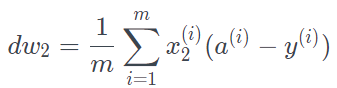 $dw_2 = \frac{1}{m} \sum_{i=1}^{m} x_2^{(i)} (a^{(i)} - y^{(i)})$